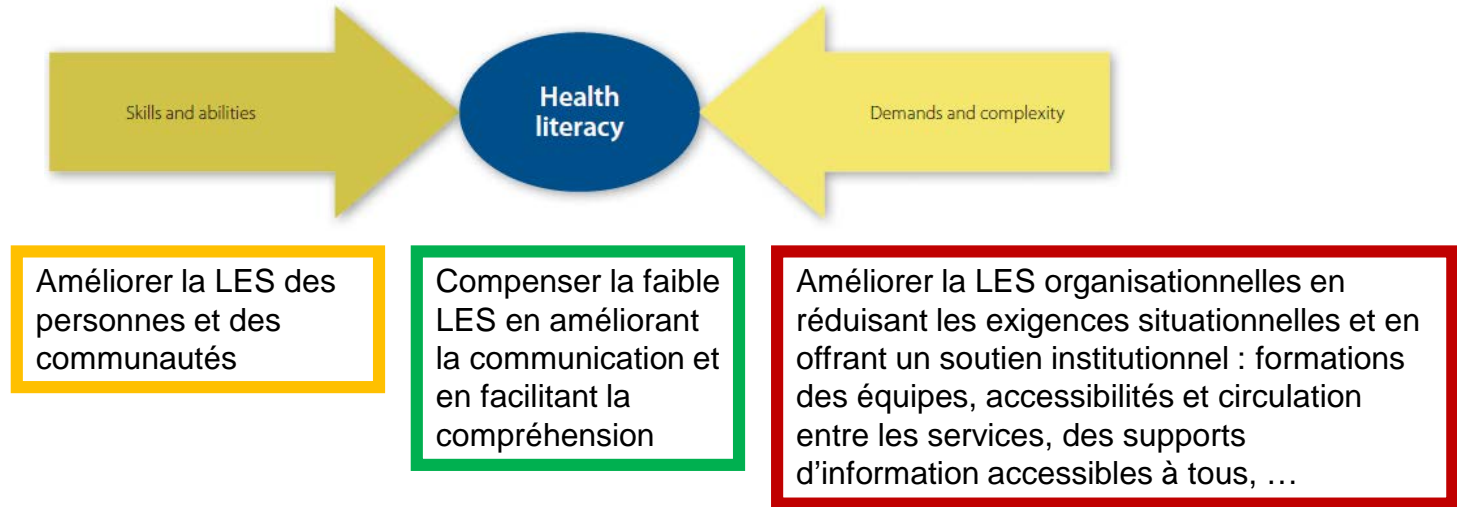 Skills and abilities
Health
literacy
Demands and complexity
Améliorer la LES des
personnes et des
communautés
Compenser la faible
LES en améliorant
la communication et
en facilitant la
compréhension
Améliorer la LES organisationnelles en
réduisant les exigences situationnelles et en
offrant un soutien institutionnel : formations
des équipes, accessibilités et circulation
entre les services, des supports
d’information accessibles à tous, …